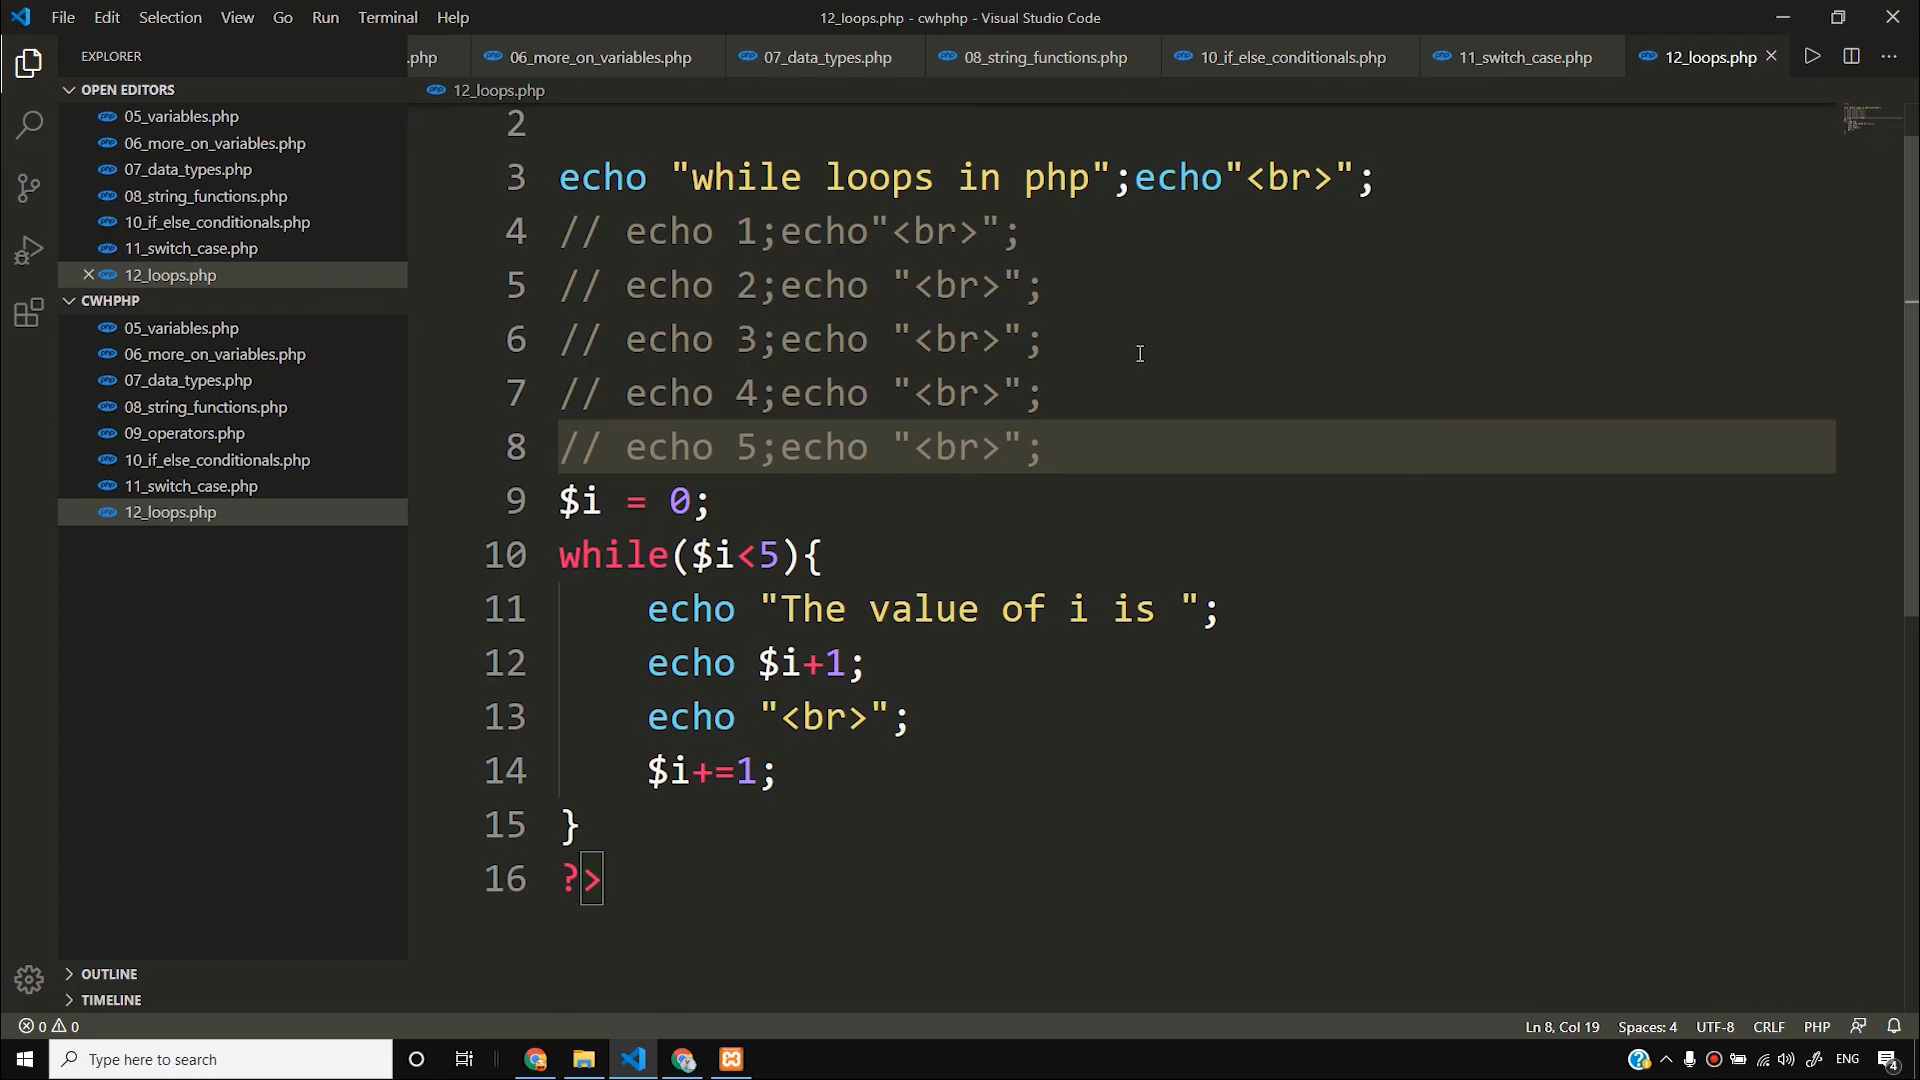 File Edit Selection View Go Run Terminal Help
12_loops.php - cwhphp - Visual Studio Code
EXPLORER
.php
06_more_on_variables.php
07_data_types.php
08_string_functions.php
10_if_else_conditionals.php
11_switch_case.php
12_loops.php
OPEN EDITORS
05_variables.php
06_more_on_variables.php
07_data_types.php
08_string_functions.php
10_if_else_conditionals.php
11_switch_case.php
12_loops.php
CWHPHP
05_variables.php
06_more_on_variables.php
07_data_types.php
08_string_functions.php
09_operators.php
10_if_else_conditionals.php
11_switch_case.php
12_loops.php
OUTLINE
TIMELINE
12_loops.php
2
3 echo "while loops in php";echo"<br>";
4 // echo 1;echo"<br>";
5 // echo 2;echo "<br>";
6 // echo 3;echo "<br>";
7 // echo 4;echo "<br>";
8 // echo 5;echo "<br>";
9 $i = 0;
10 while($i<5){
11 echo "The value of i is ";
12 echo $i+1;
13 echo "<br>";
14 $i+=1;
15 }
16 ?>
0 0
Ln 8, Col 19 Spaces: 4 UTF-8 CRLF PHP
Type here to search
ENG
4